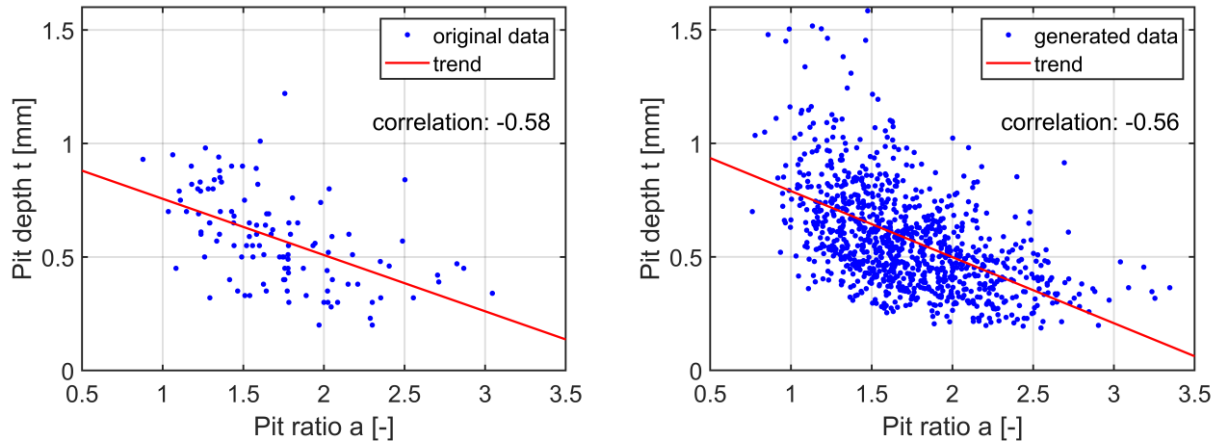 1.5
1
0.5
0
0.5
1
1.5
2
2.5
3
3.5
Pit depth t [mm]
Pit ratio a [-]
original data
trend
correlation: -0.58
1.5
1
0.5
0
0.5
1
1.5
2
2.5
3
3.5
Pit depth t [mm]
Pit ratio a [-]
generated data
trend
correlation: -0.56